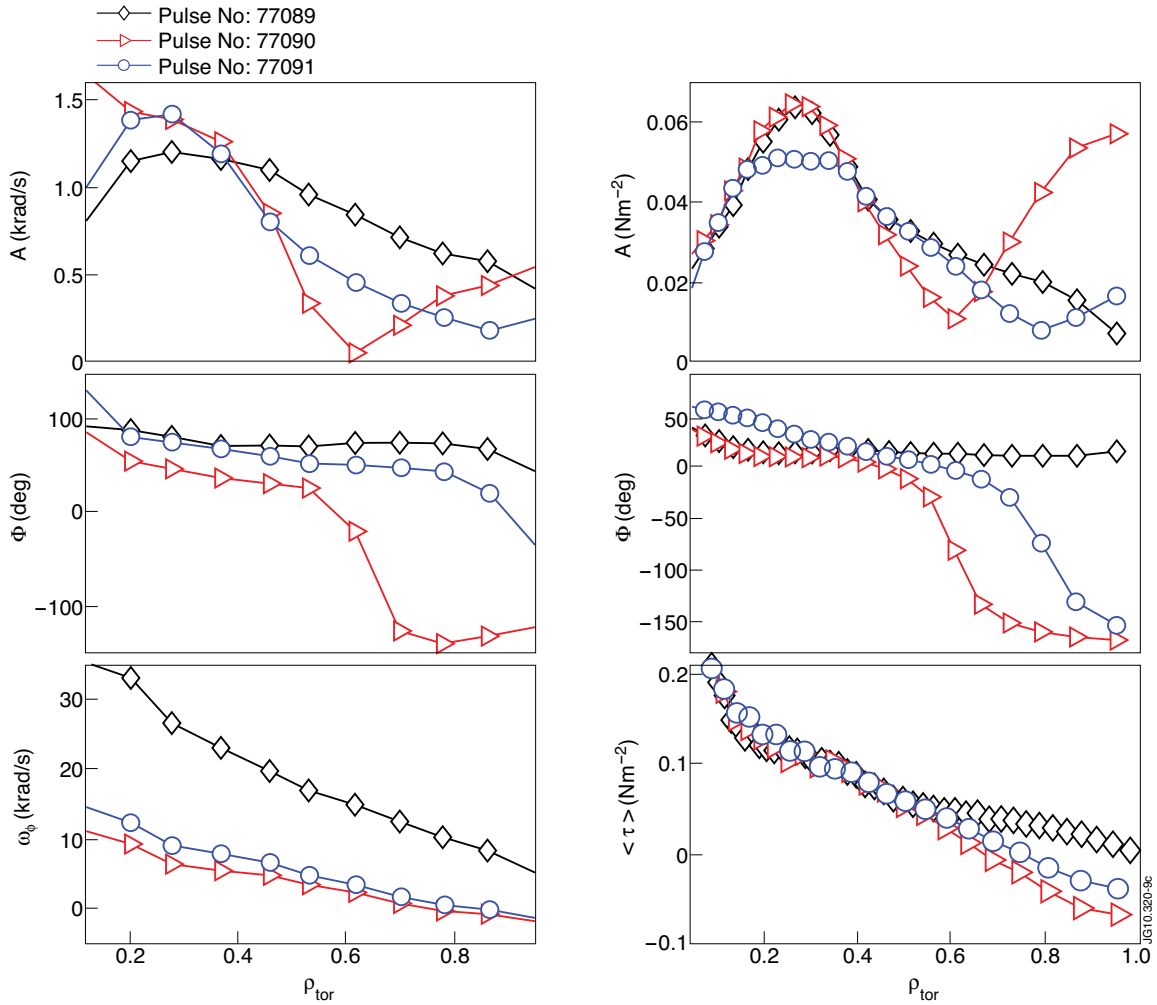 Pulse No: 77089
Pulse No: 77090
Pulse No: 77091
A (krad/s)
1.5
1.0
0.5
0
A (Nm⁻²)
0.06
0.04
0.02
0
Φ (deg)
100
0
−100
Φ (deg)
50
0
−50
−100
−150
ω_ϕ (krad/s)
30
20
10
0
0.2 0.4 0.6 0.8
ρ_tor
< τ > (Nm⁻²)
0.2
0.1
0
−0.1
0.2 0.4 0.6 0.8 1.0
ρ_tor
JG10.320-9c